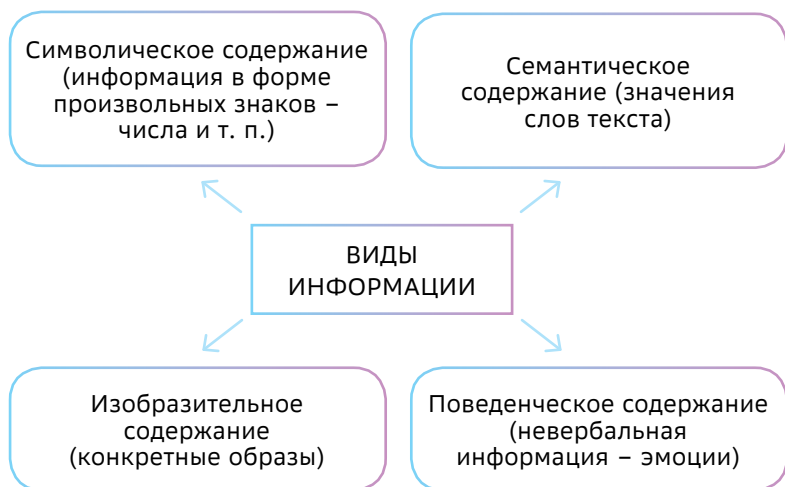 Символическое содержание
(информация в форме
произвольных знаков –
числа и т. п.)
Семантическое
содержание (значения
слов текста)
ВИДЫ
ИНФОРМАЦИИ
Изобразительное
содержание
(конкретные образы)
Поведенческое содержание
(невербальная
информация – эмоции)